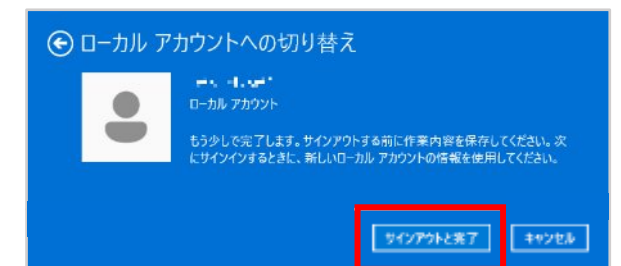 ローカル アカウントへの切り替え
ローカル アカウント
もう少しで完了します。サインアウトする前に作業内容を保存してください。次
にサインインするときに、新しいローカル アカウントの情報を使用してください。
サインアウトと完了
キャンセル